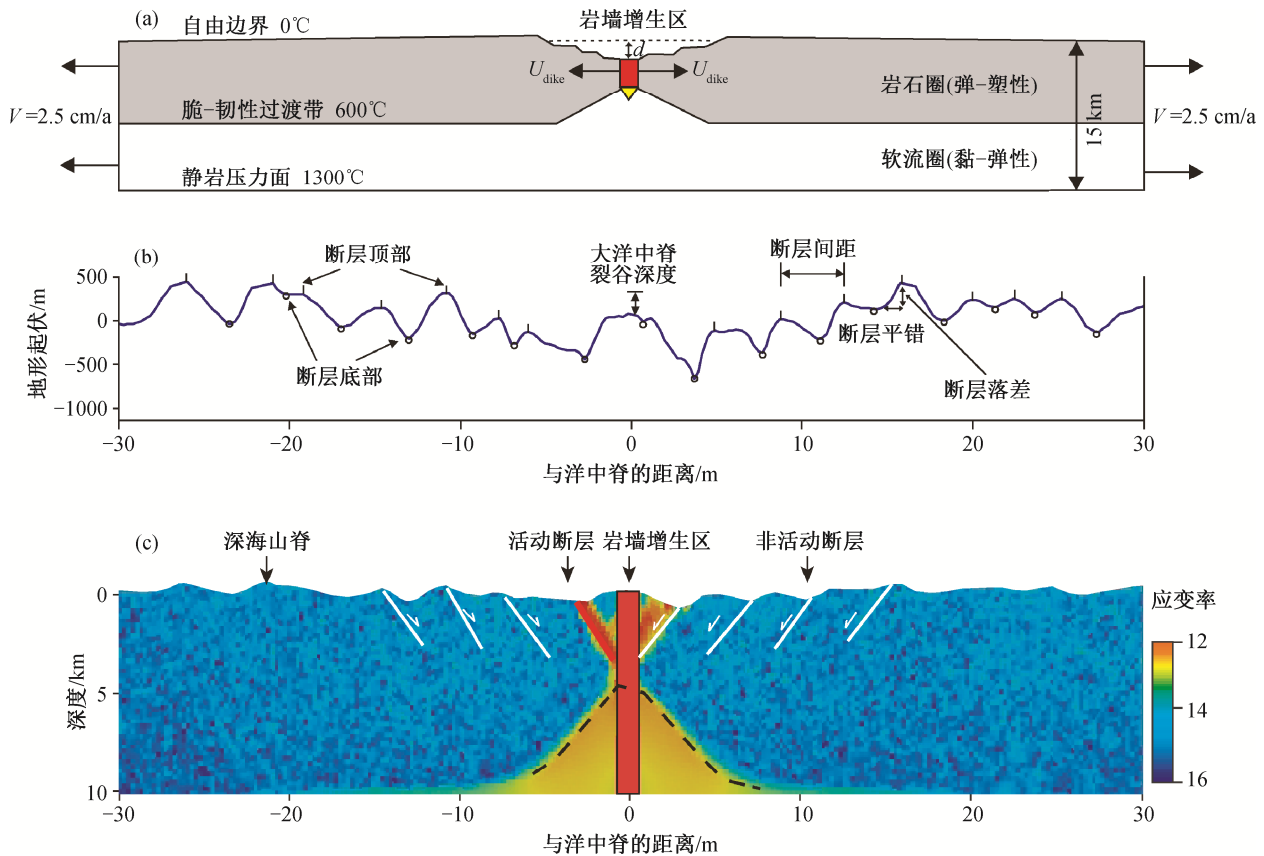 (a)
自由边界 0℃
岩墙增生区
d
U_dike
U_dike
岩石圈(弹-塑性)
脆-韧性过渡带 600℃
V=2.5 cm/a
V=2.5 cm/a
15 km
软流圈(黏-弹性)
静岩压力面 1300℃
(b)
断层顶部
大洋中脊
裂谷深度
断层间距
断层平错
断层底部
断层落差
地形起伏/m
500
0
−500
−1000
−30
−20
−10
0
10
20
30
与洋中脊的距离/m
(c)
深海山脊
活动断层
岩墙增生区
非活动断层
应变率
12
14
16
深度/km
0
5
10
−30
−20
−10
0
10
20
30
与洋中脊的距离/m